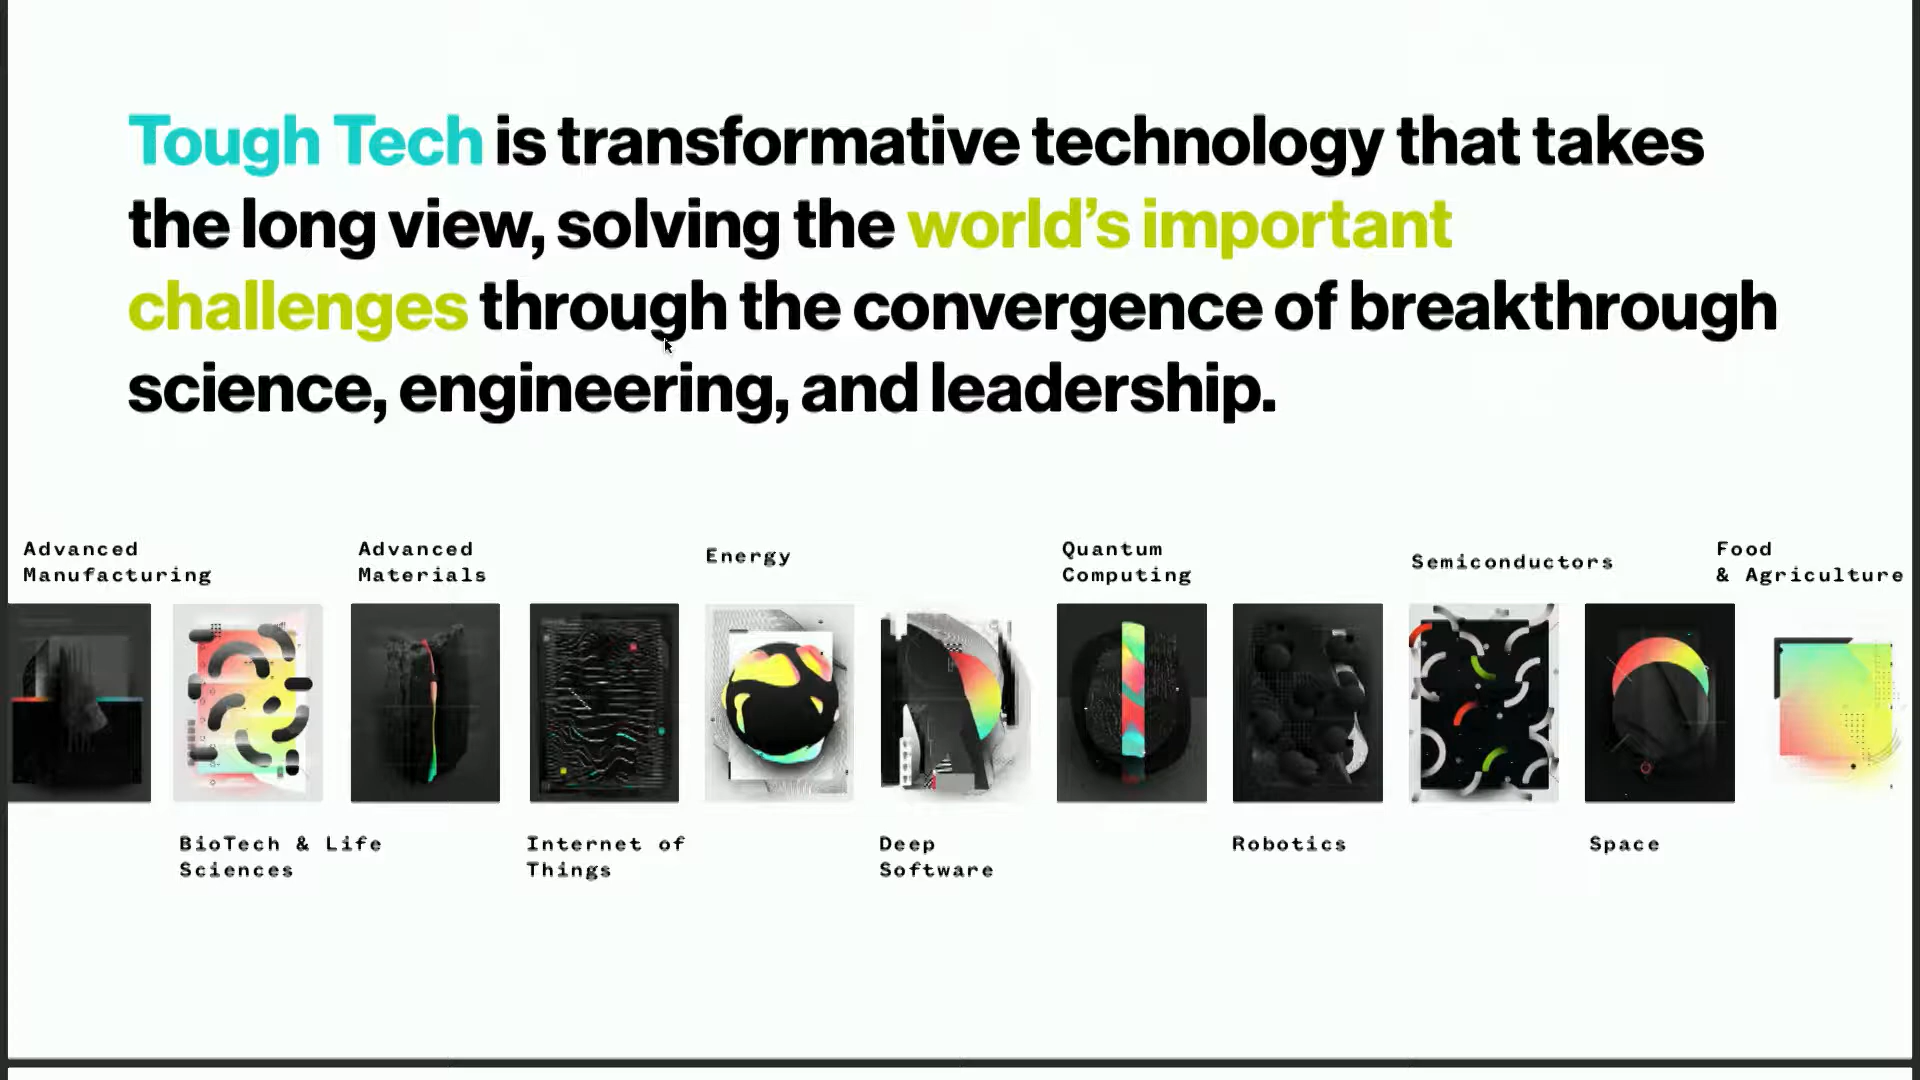 Tough Tech is transformative technology that takes
the long view, solving the world’s important
challenges through the convergence of breakthrough
science, engineering, and leadership.
Advanced
Manufacturing
Advanced
Materials
Energy
Quantum
Computing
Semiconductors
Food
& Agriculture
BioTech & Life
Sciences
Internet of
Things
Deep
Software
Robotics
Space